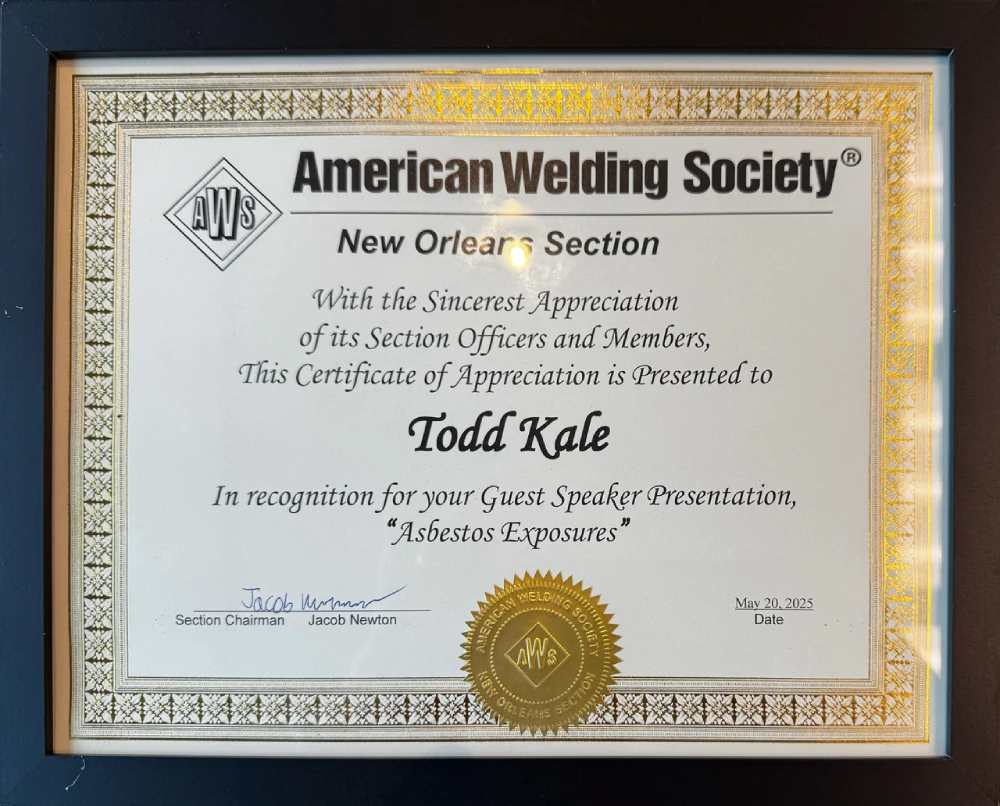 American Welding Society®
AWS
New Orleans Section
With the Sincerest Appreciation
of its Section Officers and Members,
This Certificate of Appreciation is Presented to
Todd Kale
In recognition for your Guest Speaker Presentation,
“Asbestos Exposures”
Jacob
Section Chairman Jacob Newton
May 20, 2025
Date
AMERICAN WELDING SOCIETY
AWS
NEW ORLEANS SECTION